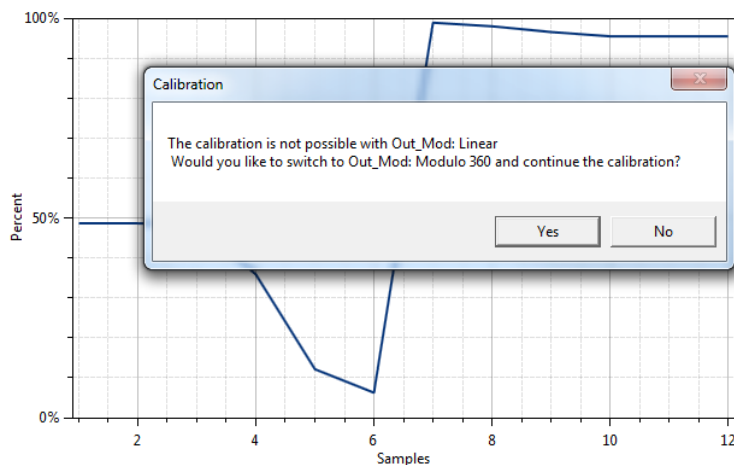 100%
Calibration
The calibration is not possible with Out_Mod: Linear
Would you like to switch to Out_Mod: Modulo 360 and continue the calibration?
Percent
50%
Yes No
0%
2 4 6 8 10 12
Samples